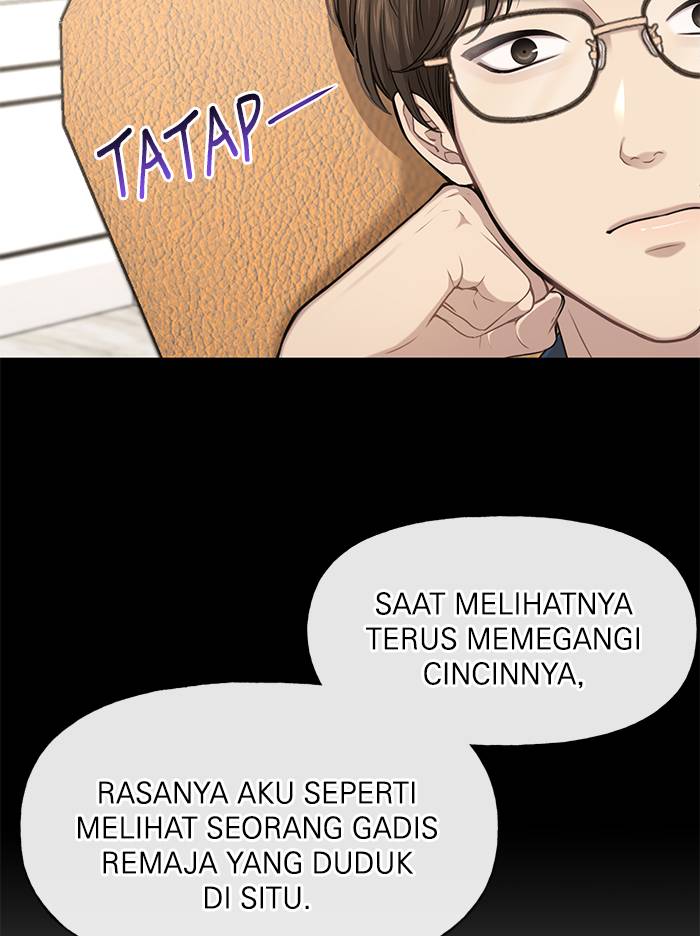 TATAP—
SAAT MELIHATNYA
TERUS MEMEGANGI
CINCINNYA,
RASANYA AKU SEPERTI
MELIHAT SEORANG GADIS
REMAJA YANG DUDUK
DI SITU.